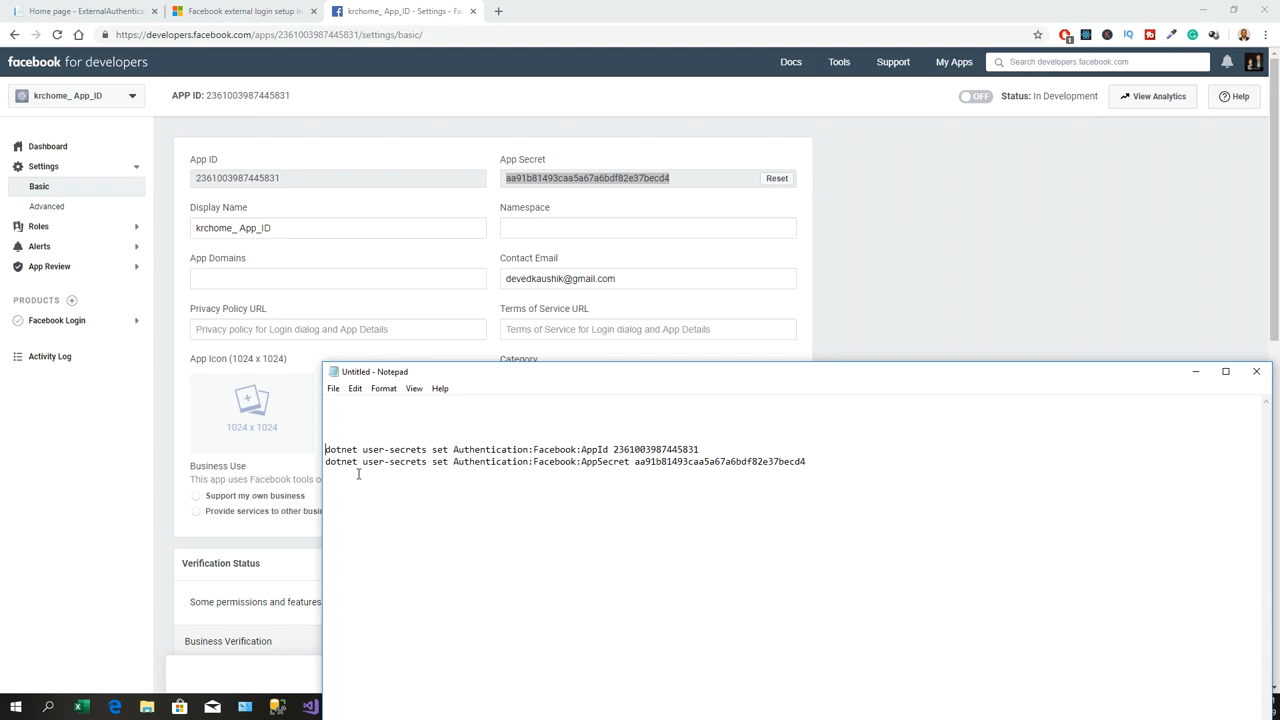 Home page - ExternalAuthentica
Facebook external login setup in
krchome_App_ID - Settings - Fa
https://developers.facebook.com/apps/2361003987445831/settings/basic/
facebook for developers
Docs
Tools
Support
My Apps
Search developers.facebook.com
krchome_ App_ID
APP ID: 2361003987445831
OFF
Status: In Development
View Analytics
Help
Dashboard
Settings
Basic
Advanced
Roles
Alerts
App Review
PRODUCTS
Facebook Login
Activity Log
App ID
App Secret
2361003987445831
aa91b81493caa5a67a6bdf82e37becd4
Reset
Display Name
Namespace
krchome_ App_ID
App Domains
Contact Email
devedkaushik@gmail.com
Privacy Policy URL
Terms of Service URL
Privacy policy for Login dialog and App Details
Terms of Service for Login dialog and App Details
App Icon (1024 x 1024)
Category
1024 x 1024
Business Use
This app uses Facebook tools o
Support my own business
Provide services to other busi
Verification Status
Some permissions and features
Business Verification
Untitled - Notepad
File Edit Format View Help
dotnet user-secrets set Authentication:Facebook:AppId 2361003987445831
dotnet user-secrets set Authentication:Facebook:AppSecret aa91b81493caa5a67a6bdf82e37becd4